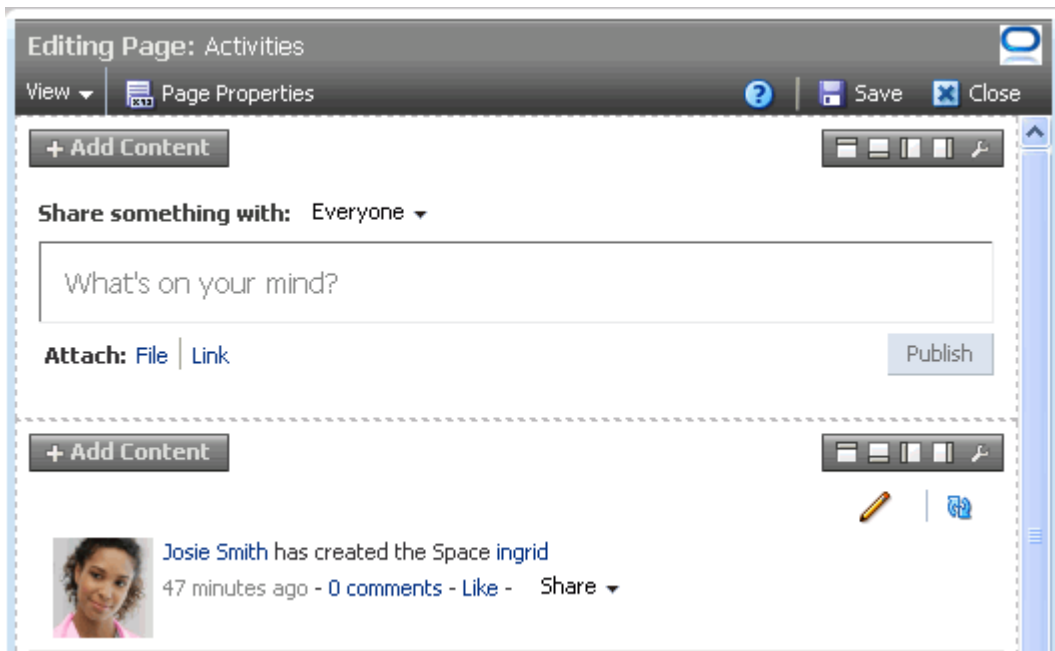 Editing Page: Activities
View Page Properties Save Close
+ Add Content
Share something with: Everyone
What's on your mind?
Attach: File Link Publish
+ Add Content
Josie Smith has created the Space ingrid
47 minutes ago - 0 comments - Like - Share